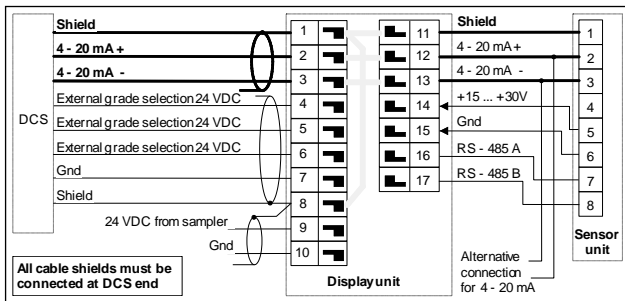 DCS
Shield
4 - 20 mA +
4 - 20 mA -
External grade selection 24 VDC
External grade selection 24 VDC
External grade selection 24 VDC
Gnd
Shield
24 VDC from sampler
Gnd
All cable shields must be
connected at DCS end
1
2
3
4
5
6
7
8
9
10
Display unit
11
12
13
14
15
16
17
Shield
4 - 20 mA +
4 - 20 mA -
+15 ... +30V
Gnd
RS - 485 A
RS - 485 B
Alternative
connection
for 4 - 20 mA
1
2
3
4
5
6
7
8
Sensor
unit